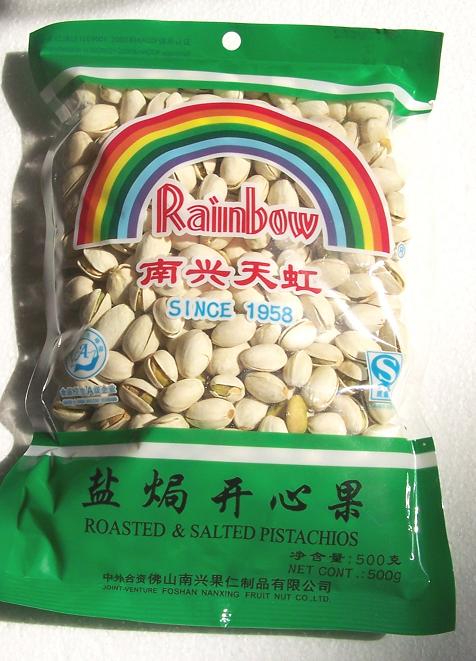 Rainbow
®
南兴天虹
SINCE 1958
盐焗开心果
ROASTED & SALTED PISTACHIOS
净含量:500克
NET CONT.:500g
中外合资佛山南兴果仁制品有限公司
JOINT-VENTURE FOSHAN NANXING FRUIT NUT CO.,LTD.